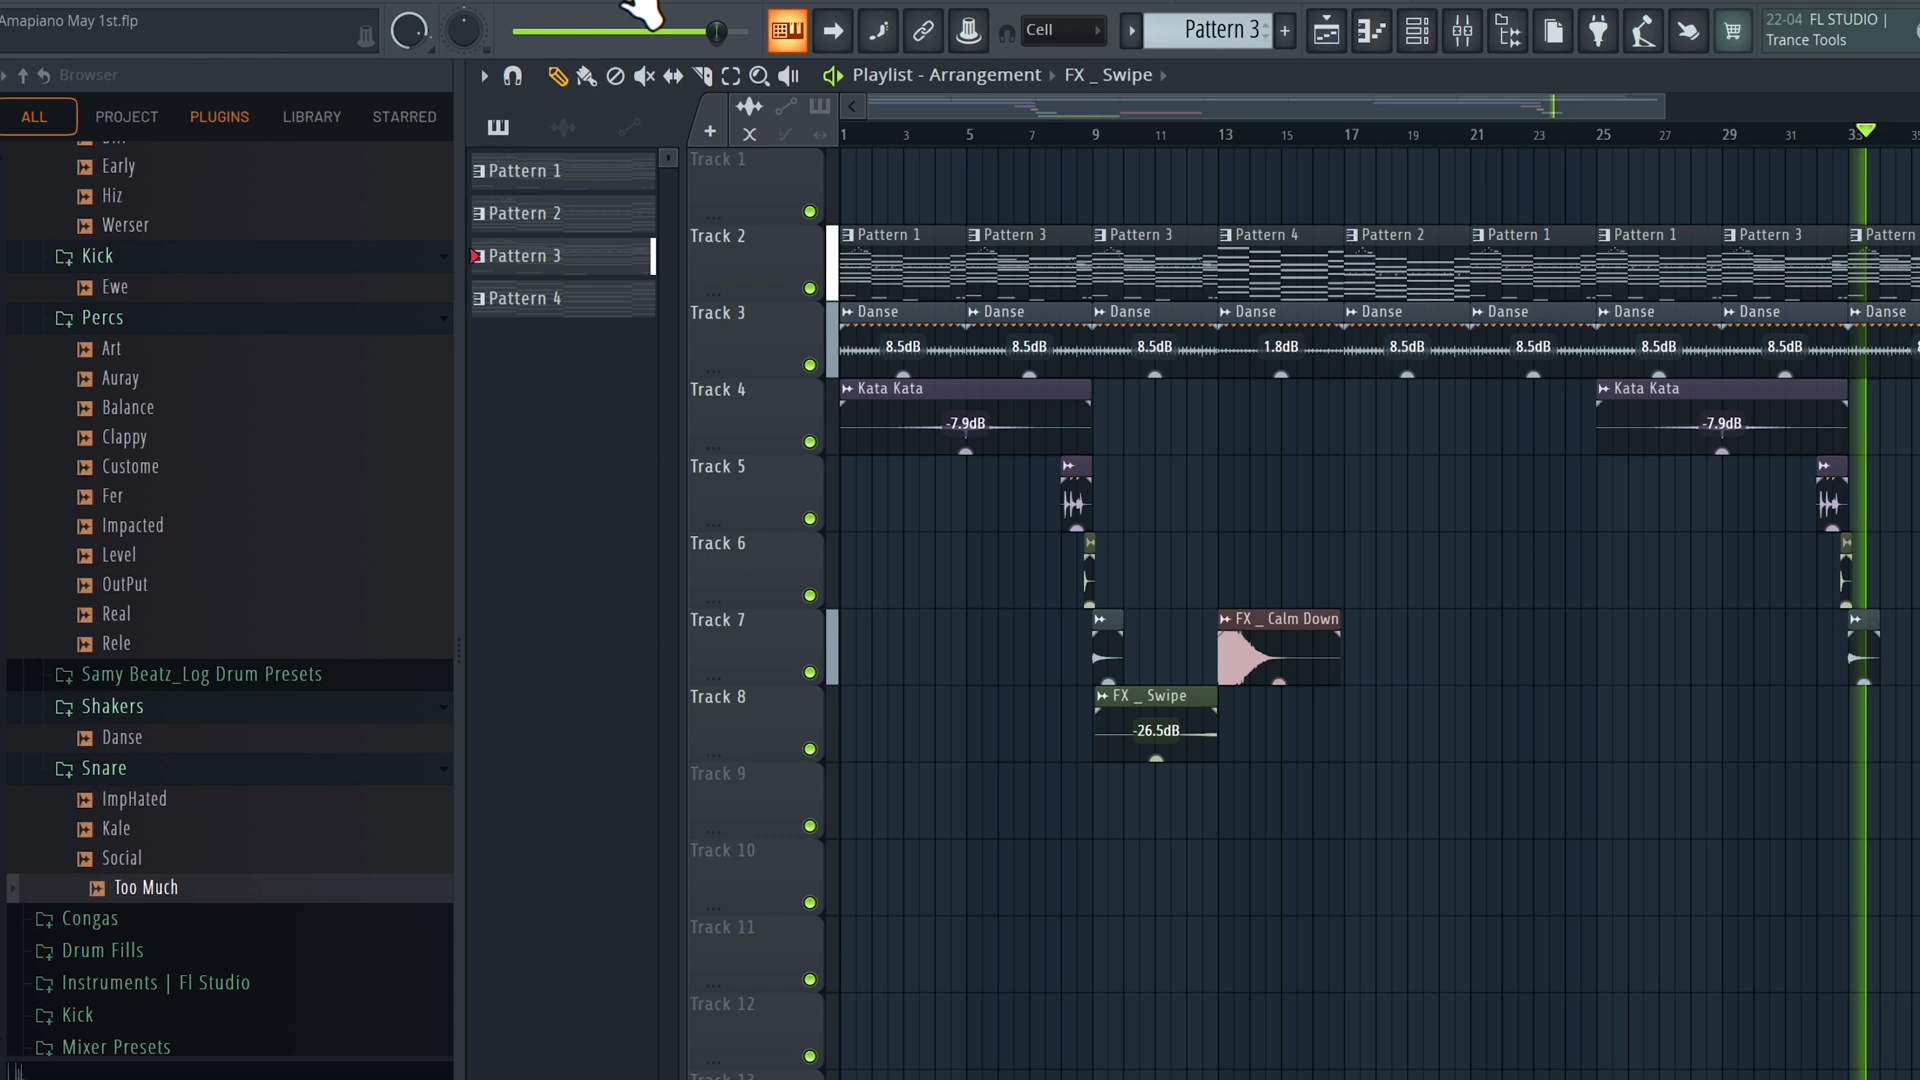 Amapiano May 1st.flp
Cell
Pattern 3
22-04 FL STUDIO |
Trance Tools
Browser
Playlist - Arrangement FX _ Swipe
ALL PROJECT PLUGINS LIBRARY STARRED
1 3 5 7 9 11 13 15 17 19 21 23 25 27 29 31 33
Early
Hiz
Werser
Kick
Ewe
Percs
Art
Auray
Balance
Clappy
Custome
Fer
Impacted
Level
OutPut
Real
Rele
Samy Beatz_Log Drum Presets
Shakers
Danse
Snare
ImpHated
Kale
Social
Too Much
Congas
Drum Fills
Instruments | Fl Studio
Kick
Mixer Presets
Pattern 1
Pattern 2
Pattern 3
Pattern 4
Track 1
Track 2
Pattern 1 Pattern 3 Pattern 3 Pattern 4 Pattern 2 Pattern 1 Pattern 1 Pattern 3 Pattern
Track 3
Danse Danse Danse Danse Danse Danse Danse Danse Danse
8.5dB 8.5dB 8.5dB 1.8dB 8.5dB 8.5dB 8.5dB 8.5dB
Track 4
Kata Kata Kata Kata
-7.9dB -7.9dB
Track 5
Track 6
Track 7
FX _ Calm Down
Track 8
FX _ Swipe
-26.5dB
Track 9
Track 10
Track 11
Track 12